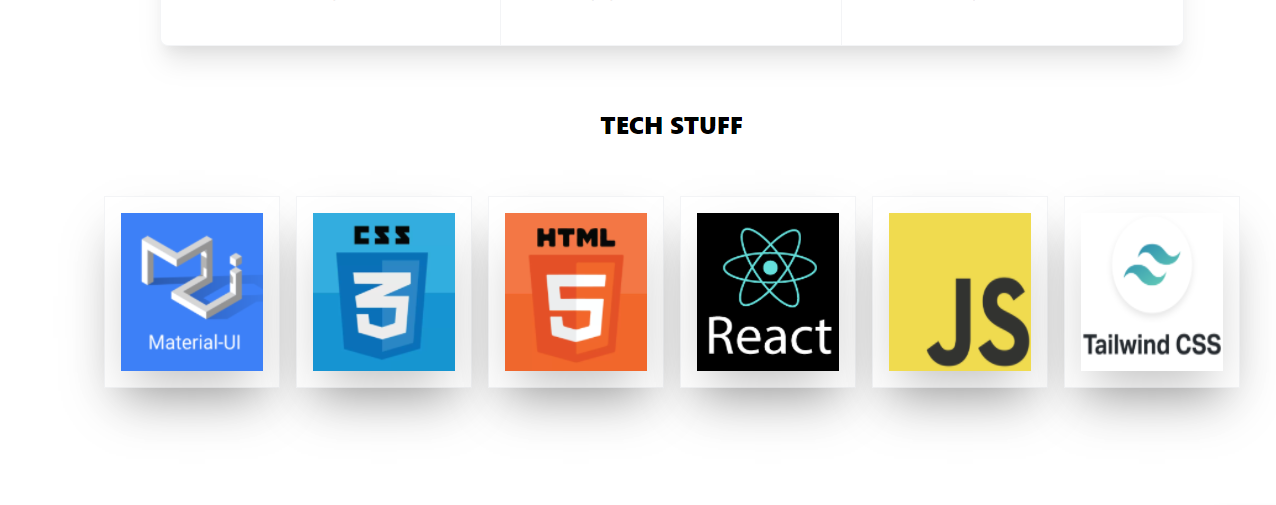 TECH STUFF
Material-UI
CSS
3
HTML
5
React
JS
Tailwind CSS